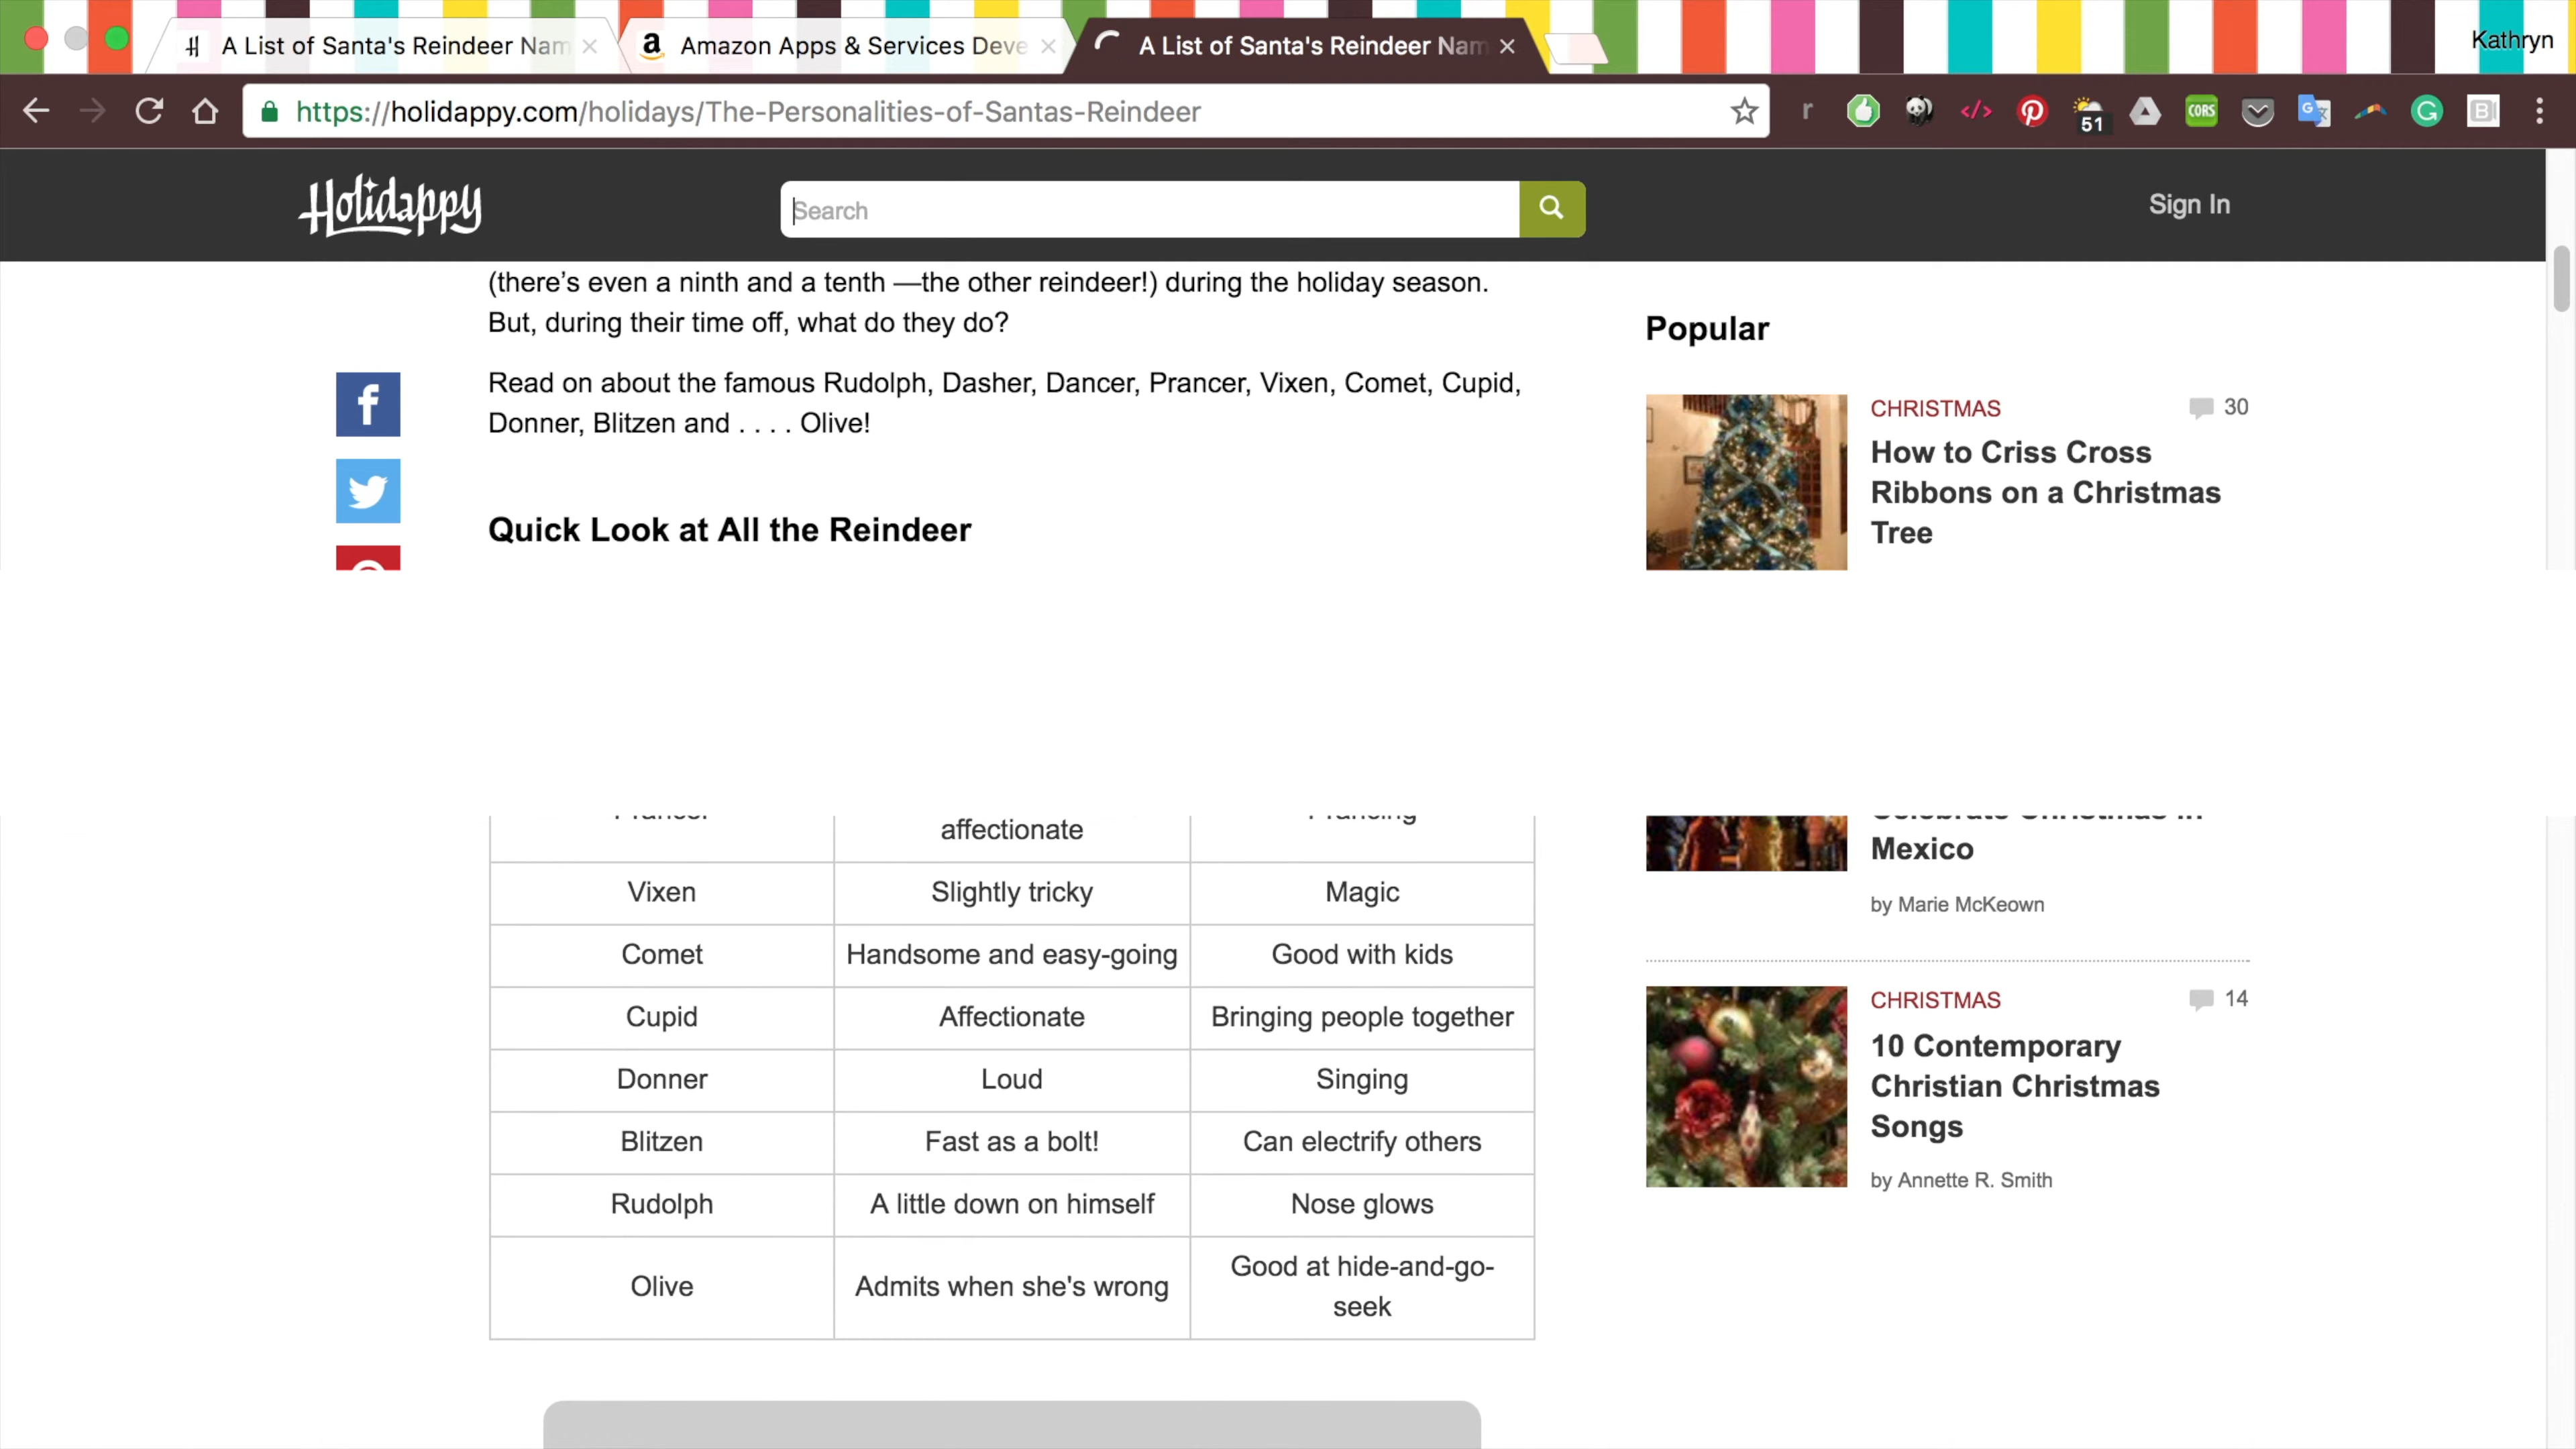 A List of Santa's Reindeer Nam
Amazon Apps & Services Deve
A List of Santa's Reindeer Nam
Kathryn
https://holidappy.com/holidays/The-Personalities-of-Santas-Reindeer
51
CORS
Holidappy
Search
Sign In
(there’s even a ninth and a tenth —the other reindeer!) during the holiday season.
But, during their time off, what do they do?
Read on about the famous Rudolph, Dasher, Dancer, Prancer, Vixen, Comet, Cupid,
Donner, Blitzen and . . . . Olive!
Quick Look at All the Reindeer
affectionate
Vixen Slightly tricky Magic
Comet Handsome and easy-going Good with kids
Cupid Affectionate Bringing people together
Donner Loud Singing
Blitzen Fast as a bolt! Can electrify others
Rudolph A little down on himself Nose glows
Olive Admits when she's wrong Good at hide-and-go-
seek
Popular
CHRISTMAS 30
How to Criss Cross
Ribbons on a Christmas
Tree
Mexico
by Marie McKeown
CHRISTMAS 14
10 Contemporary
Christian Christmas
Songs
by Annette R. Smith